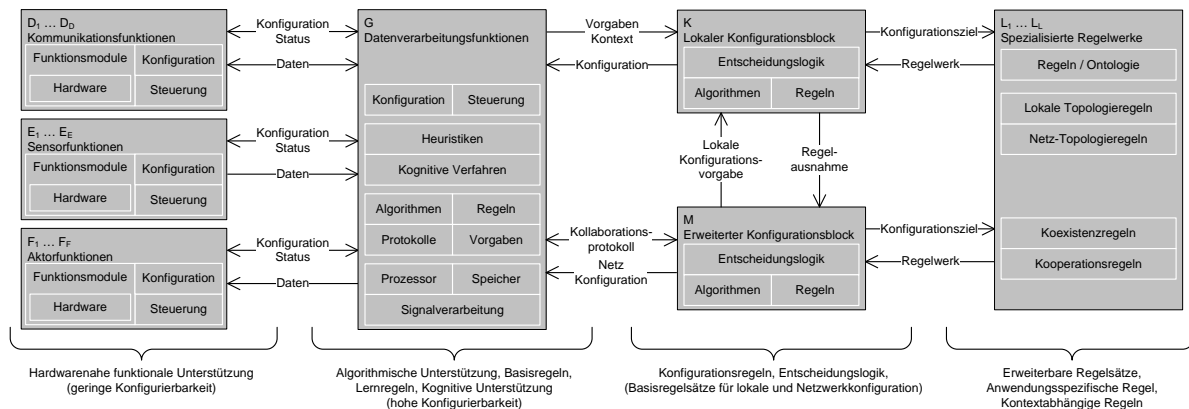 D₁ … D_D
Kommunikationsfunktionen
Funktionsmodule
Hardware
Konfiguration
Steuerung
E₁ … E_E
Sensorfunktionen
Funktionsmodule
Hardware
Konfiguration
Steuerung
F₁ … F_F
Aktorfunktionen
Funktionsmodule
Hardware
Konfiguration
Steuerung
Konfiguration
Status
Daten
Konfiguration
Status
Daten
Konfiguration
Status
Daten
G
Datenverarbeitungsfunktionen
Konfiguration
Steuerung
Heuristiken
Kognitive Verfahren
Algorithmen
Regeln
Protokolle
Vorgaben
Prozessor
Speicher
Signalverarbeitung
Vorgaben
Kontext
Konfiguration
Kollaborations-
protokoll
Netz
Konfiguration
K
Lokaler Konfigurationsblock
Entscheidungslogik
Algorithmen
Regeln
Lokale
Konfigurations-
vorgabe
Regel-
ausnahme
M
Erweiterter Konfigurationsblock
Entscheidungslogik
Algorithmen
Regeln
Konfigurationsziel
Regelwerk
Konfigurationsziel
Regelwerk
L₁ … L_L
Spezialisierte Regelwerke
Regeln / Ontologie
Lokale Topologieregeln
Netz-Topologieregeln
Koexistenzregeln
Kooperationsregeln
Hardwarenahe funktionale Unterstützung
(geringe Konfigurierbarkeit)
Algorithmische Unterstützung, Basisregeln,
Lernregeln, Kognitive Unterstützung
(hohe Konfigurierbarkeit)
Konfigurationsregeln, Entscheidungslogik,
(Basisregelsätze für lokale und Netzwerkkonfiguration)
Erweiterbare Regelsätze,
Anwendungsspezifische Regel,
Kontextabhängige Regeln